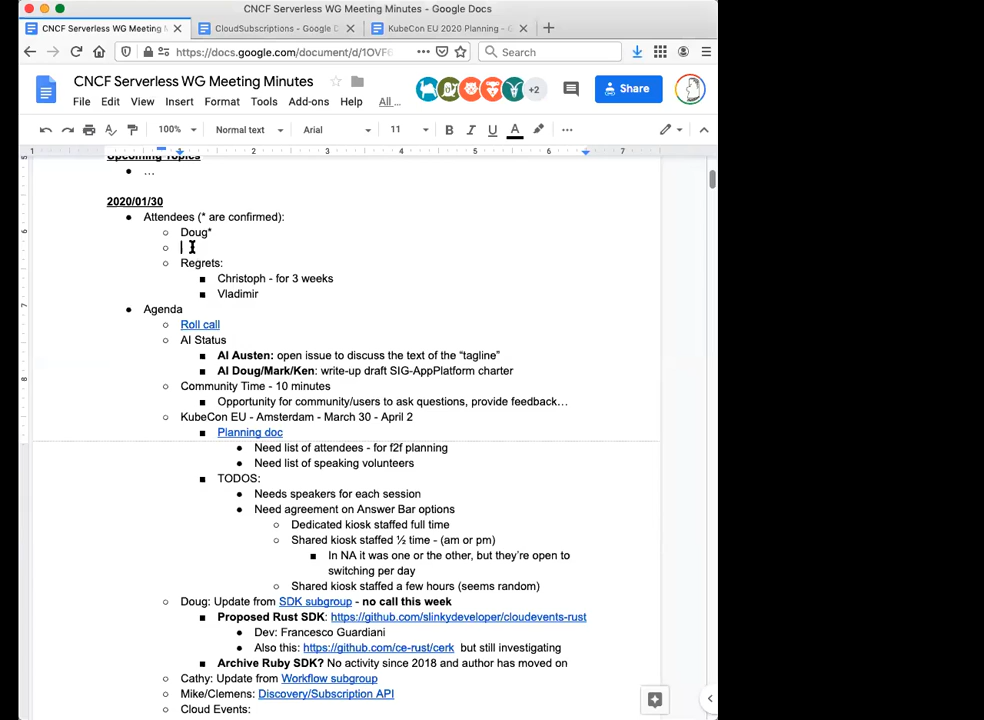 CNCF Serverless WG Meeting Minutes - Google Docs
CNCF Serverless WG Meeting M
CloudSubscriptions - Google D
KubeCon EU 2020 Planning - G
https://docs.google.com/document/d/1OVF6
Search
CNCF Serverless WG Meeting Minutes
File Edit View Insert Format Tools Add-ons Help All ...
+2
Share
100% Normal text Arial 11 B I U A
1 1 2 3 4 5 6 7
Upcoming Topics
...
2020/01/30
Attendees (* are confirmed):
Doug*
Regrets:
Christoph - for 3 weeks
Vladimir
Agenda
Roll call
AI Status
AI Austen: open issue to discuss the text of the “tagline”
AI Doug/Mark/Ken: write-up draft SIG-AppPlatform charter
Community Time - 10 minutes
Opportunity for community/users to ask questions, provide feedback…
KubeCon EU - Amsterdam - March 30 - April 2
Planning doc
Need list of attendees - for f2f planning
Need list of speaking volunteers
TODOS:
Needs speakers for each session
Need agreement on Answer Bar options
Dedicated kiosk staffed full time
Shared kiosk staffed ½ time - (am or pm)
In NA it was one or the other, but they’re open to
switching per day
Shared kiosk staffed a few hours (seems random)
Doug: Update from SDK subgroup - no call this week
Proposed Rust SDK: https://github.com/slinkydeveloper/cloudevents-rust
Dev: Francesco Guardiani
Also this: https://github.com/ce-rust/cerk but still investigating
Archive Ruby SDK? No activity since 2018 and author has moved on
Cathy: Update from Workflow subgroup
Mike/Clemens: Discovery/Subscription API
Cloud Events: